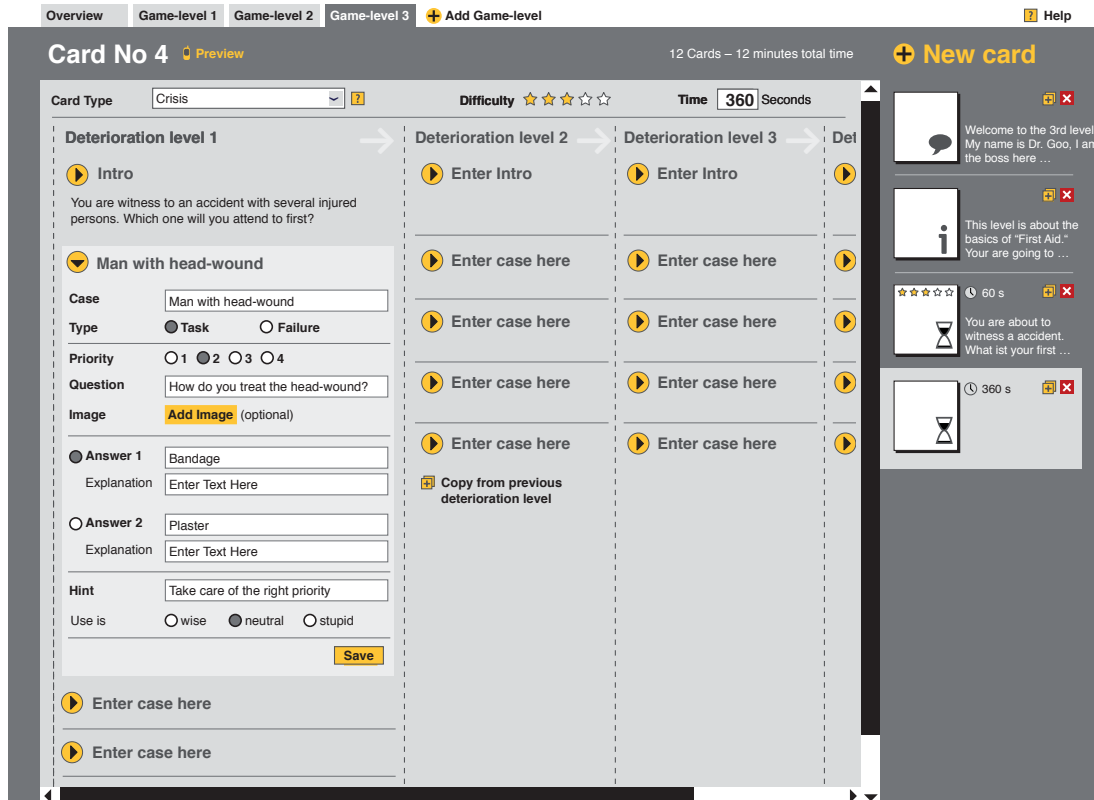 Overview
Game-level 1
Game-level 2
Game-level 3
Add Game-level
? Help
Card No 4
Preview
12 Cards – 12 minutes total time
New card
Card Type
Crisis
?
Difficulty
Time
360
Seconds
Deterioration level 1
Intro
You are witness to an accident with several injured
persons. Which one will you attend to first?
Man with head-wound
Case
Man with head-wound
Type
Task
Failure
Priority
1
2
3
4
Question
How do you treat the head-wound?
Image
Add Image
(optional)
Answer 1
Bandage
Explanation
Enter Text Here
Answer 2
Plaster
Explanation
Enter Text Here
Hint
Take care of the right priority
Use is
wise
neutral
stupid
Save
Enter case here
Enter case here
Deterioration level 2
Enter Intro
Enter case here
Enter case here
Enter case here
Enter case here
Copy from previous
deterioration level
Deterioration level 3
Enter Intro
Enter case here
Enter case here
Enter case here
Enter case here
Det
Welcome to the 3rd level
My name is Dr. Goo, I am
the boss here …
i
This level is about the
basics of “First Aid.”
Your are going to …
60 s
You are about to
witness a accident.
What ist your first …
360 s